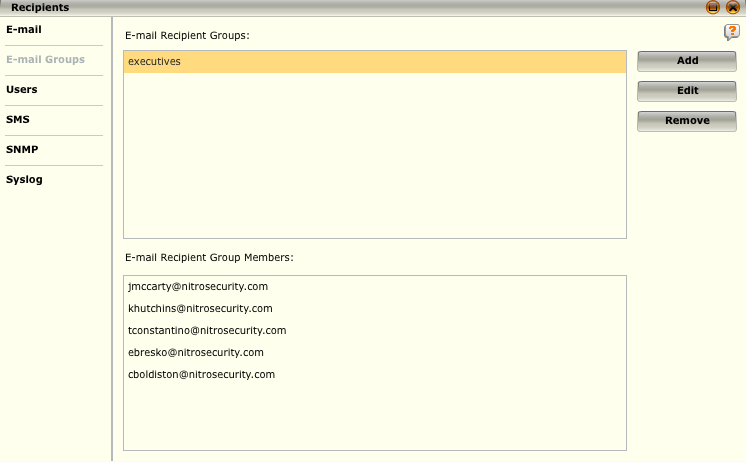 Recipients
E-mail
E-mail Groups
Users
SMS
SNMP
Syslog
E-mail Recipient Groups:
executives
Add
Edit
Remove
E-mail Recipient Group Members:
jmccarty@nitrosecurity.com
khutchins@nitrosecurity.com
tconstantino@nitrosecurity.com
ebresko@nitrosecurity.com
cboldiston@nitrosecurity.com